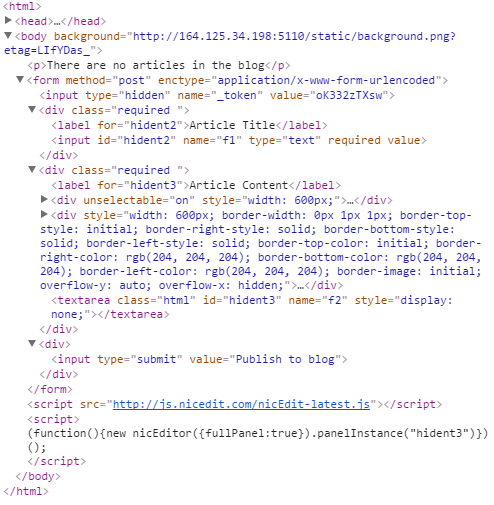 <html>
<head>…</head>
<body background="http://164.125.34.198:5110/static/background.png?
etag=LIfYDas_">
<p>There are no articles in the blog</p>
<form method="post" enctype="application/x-www-form-urlencoded">
<input type="hidden" name="_token" value="oK332zTXsw">
<div class="required ">
<label for="hident2">Article Title</label>
<input id="hident2" name="f1" type="text" required value>
</div>
<div class="required ">
<label for="hident3">Article Content</label>
<div unselectable="on" style="width: 600px;">…</div>
<div style="width: 600px; border-width: 0px 1px 1px; border-top-
style: initial; border-right-style: solid; border-bottom-style:
solid; border-left-style: solid; border-top-color: initial; border-
right-color: rgb(204, 204, 204); border-bottom-color: rgb(204, 204,
204); border-left-color: rgb(204, 204, 204); border-image: initial;
overflow-y: auto; overflow-x: hidden;">…</div>
<textarea class="html" id="hident3" name="f2" style="display:
none;"></textarea>
</div>
<div>
<input type="submit" value="Publish to blog">
</div>
</form>
<script src="http://js.nicedit.com/nicEdit-latest.js"></script>
<script>
(function(){new nicEditor({fullPanel:true}).panelInstance("hident3")})
();
</script>
</body>
</html>